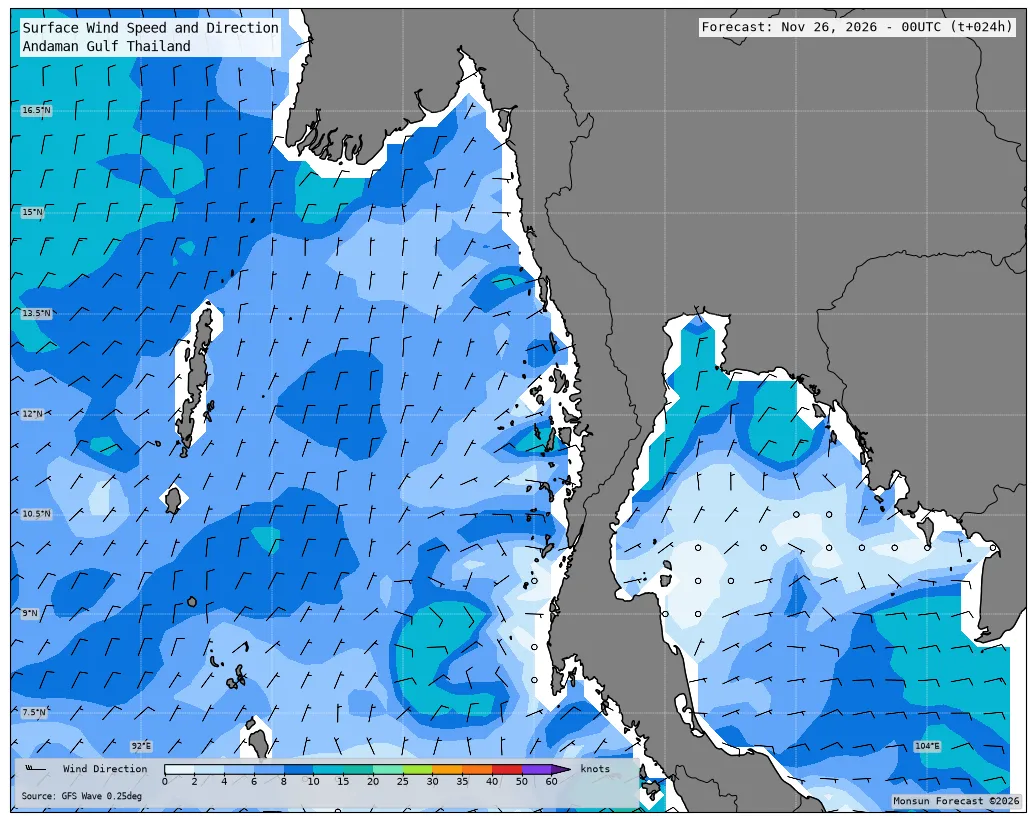 Surface Wind Speed and Direction
Andaman Gulf Thailand
Forecast: Nov 26, 2026 - 00UTC (t+024h)
16.5°N
15°N
13.5°N
12°N
10.5°N
9°N
7.5°N
92°E
104°E
Wind Direction
0 2 4 6 8 10 15 20 25 30 35 40 50 60
knots
Source: GFS Wave 0.25deg
Monsun Forecast ©2026